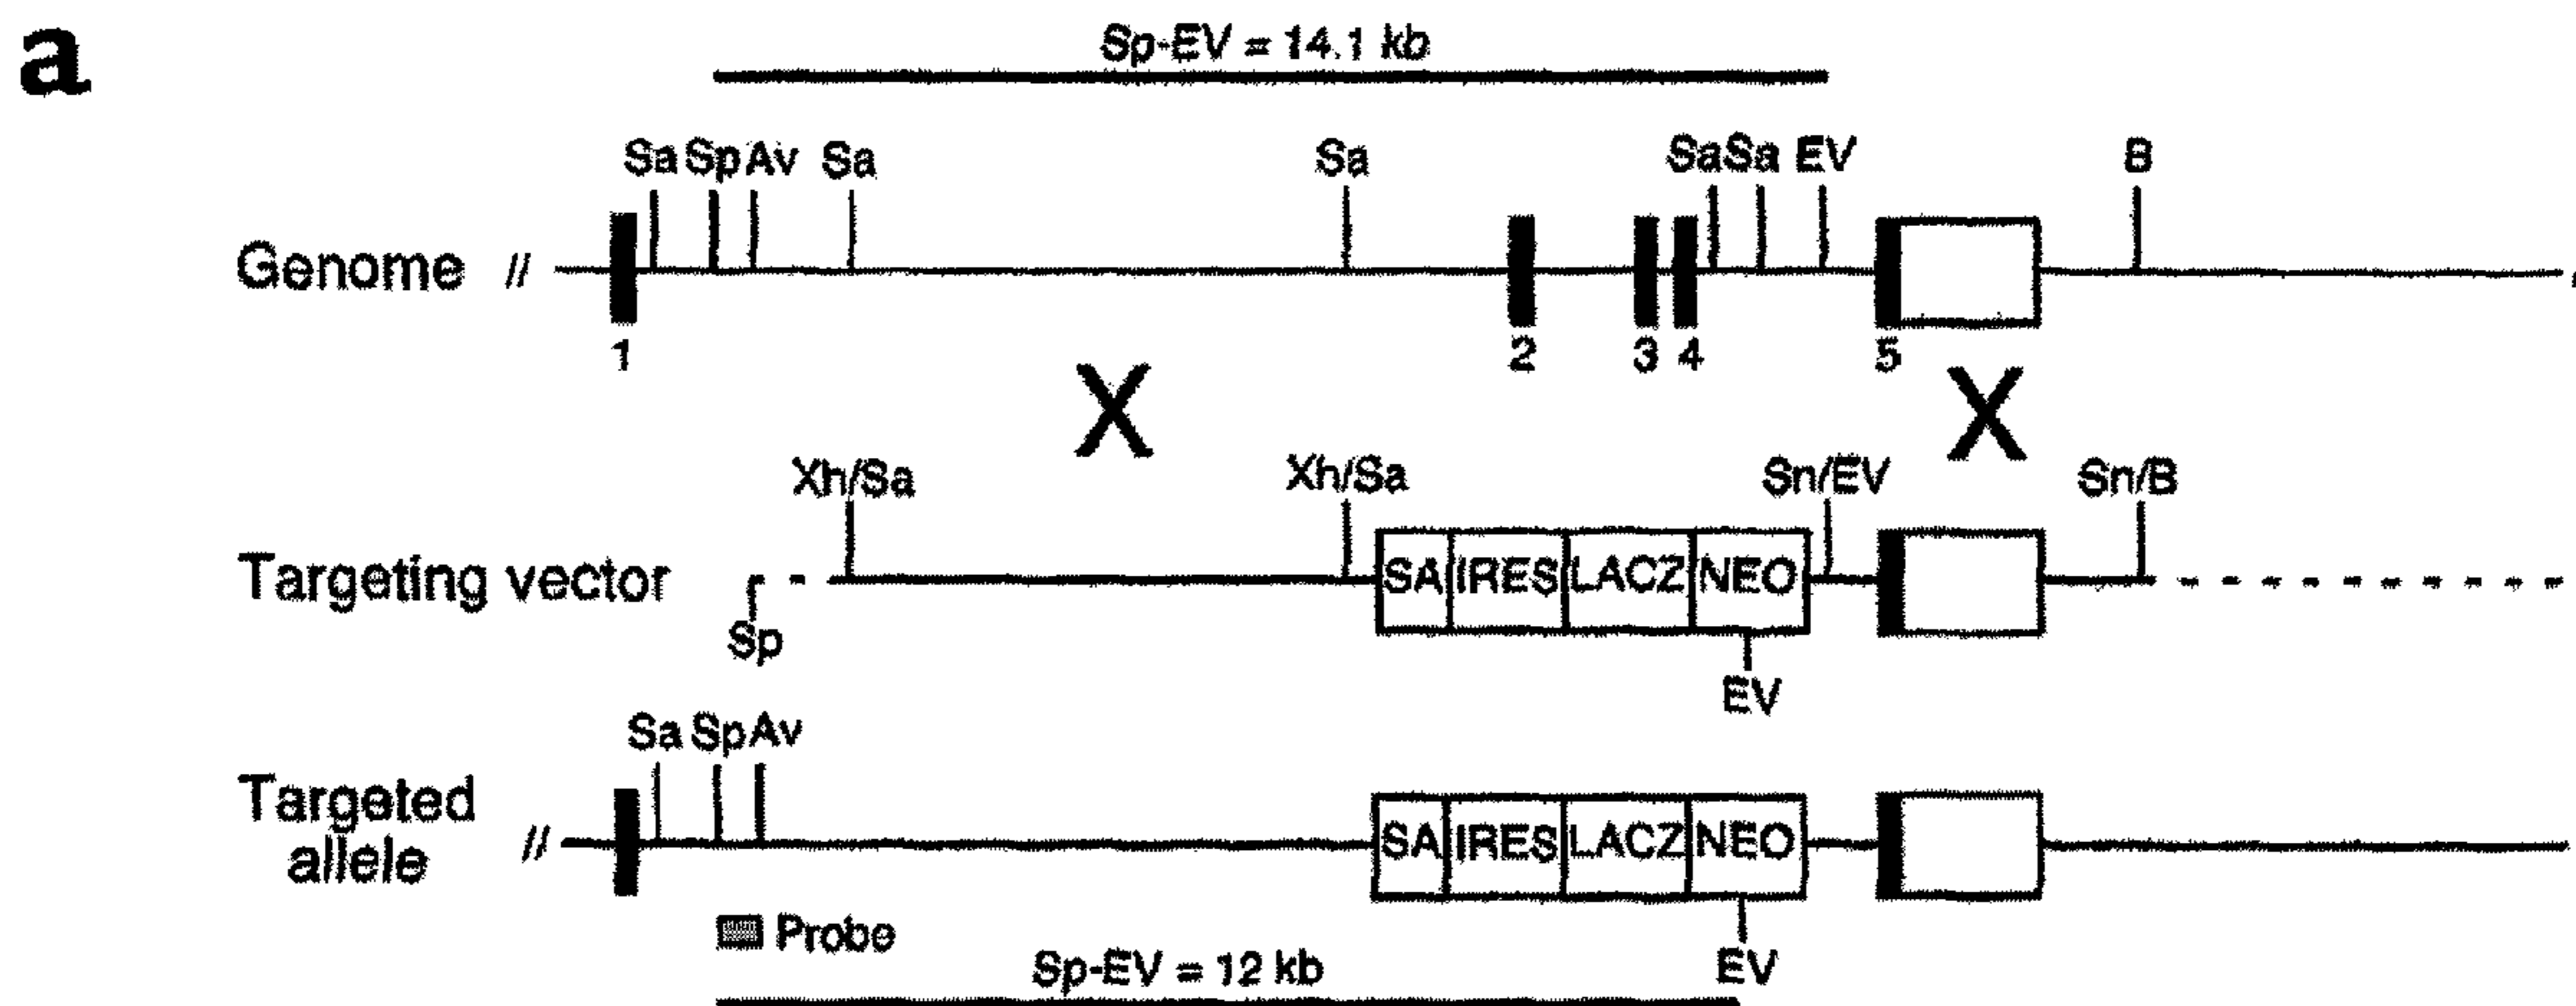 a
Sp-EV = 14.1 kb
Sa Sp Av Sa Sa Sa Sa EV B
Genome //
1 2 3 4 5
X X
Xh/Sa Xh/Sa Sn/EV Sn/B
Targeting vector SA IRES LACZ NEO
Sp
EV
Sa Sp Av
Targeted
allele // SA IRES LACZ NEO
Probe
EV
Sp-EV = 12 kb